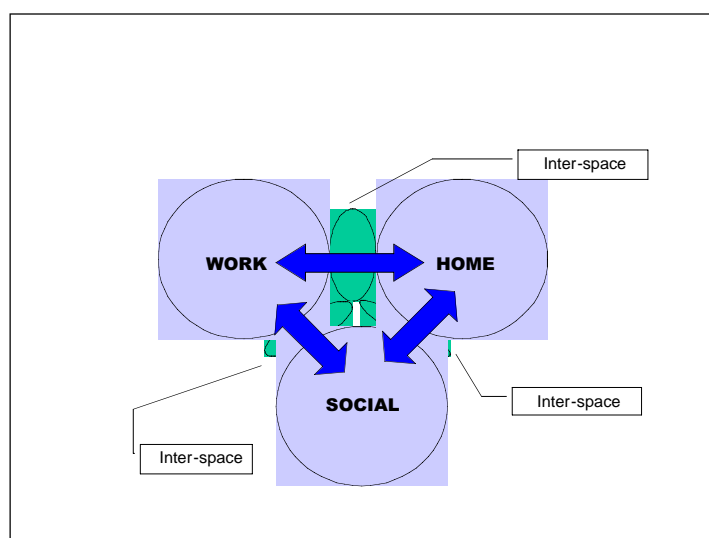 Inter-space
WORK
HOME
SOCIAL
Inter-space
Inter-space